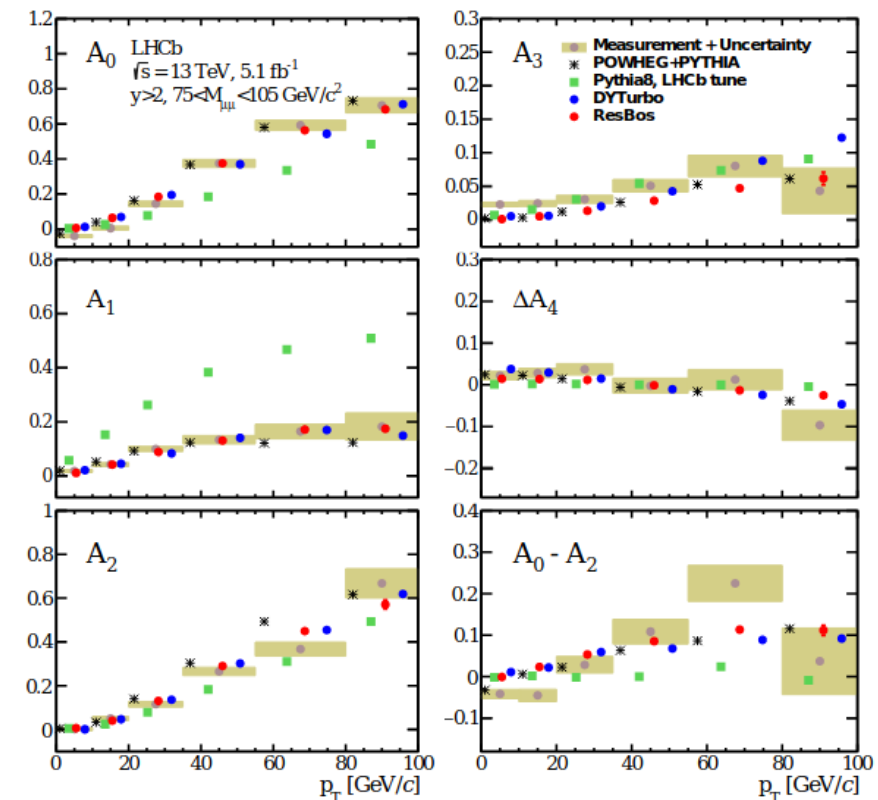 1.2
1
0.8
0.6
0.4
0.2
0
A0
LHCb
√s = 13 TeV, 5.1 fb-1
y>2, 75<Mμμ<105 GeV/c2
0.3
0.25
0.2
0.15
0.1
0.05
0
A3
Measurement + Uncertainty
POWHEG+PYTHIA
Pythia8, LHCb tune
DYTurbo
ResBos
0.8
0.6
0.4
0.2
0
A1
0.3
0.2
0.1
0
−0.1
−0.2
ΔA4
1
0.8
0.6
0.4
0.2
0
A2
0 20 40 60 80 100
pT [GeV/c]
0.4
0.3
0.2
0.1
0
−0.1
A0 - A2
0 20 40 60 80 100
pT [GeV/c]